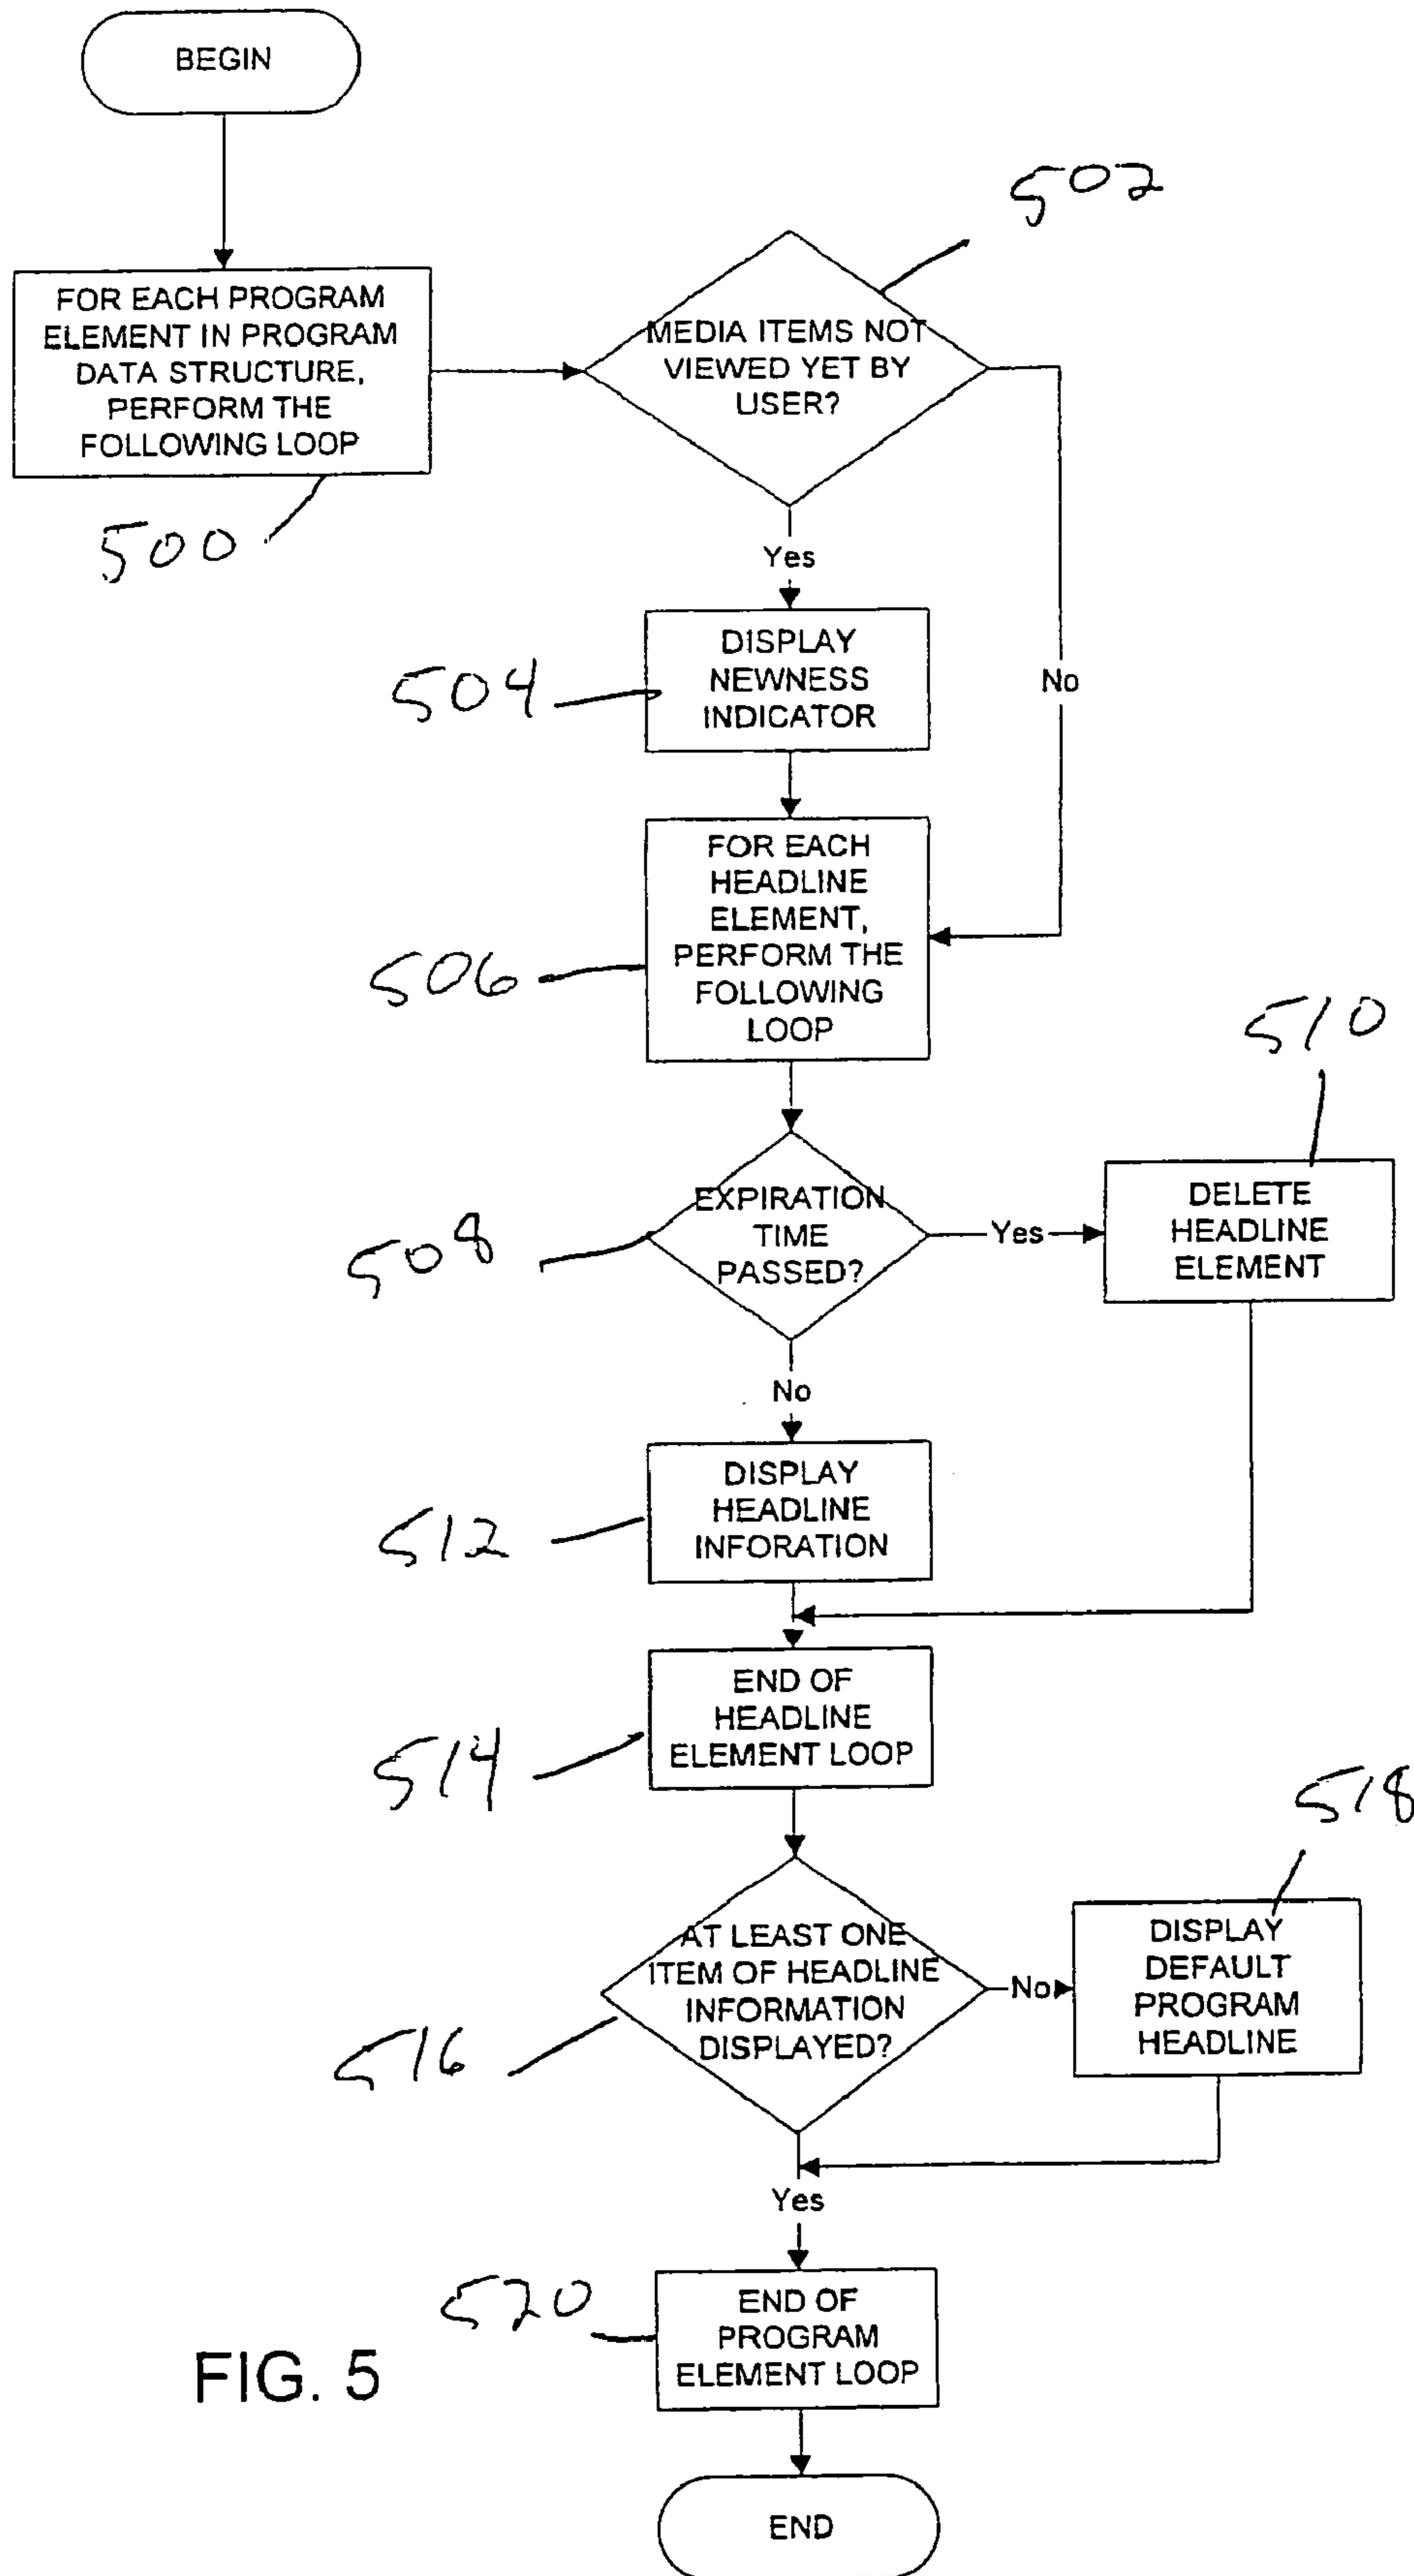 BEGIN
502
FOR EACH PROGRAM
ELEMENT IN PROGRAM
DATA STRUCTURE,
PERFORM THE
FOLLOWING LOOP
500
MEDIA ITEMS NOT
VIEWED YET BY
USER?
Yes
No
504
DISPLAY
NEWNESS
INDICATOR
506
FOR EACH
HEADLINE
ELEMENT,
PERFORM THE
FOLLOWING
LOOP
510
508
EXPIRATION
TIME
PASSED?
Yes
DELETE
HEADLINE
ELEMENT
No
512
DISPLAY
HEADLINE
INFORATION
514
END OF
HEADLINE
ELEMENT LOOP
518
516
AT LEAST ONE
ITEM OF HEADLINE
INFORMATION
DISPLAYED?
No
DISPLAY
DEFAULT
PROGRAM
HEADLINE
Yes
520
END OF
PROGRAM
ELEMENT LOOP
FIG. 5
END